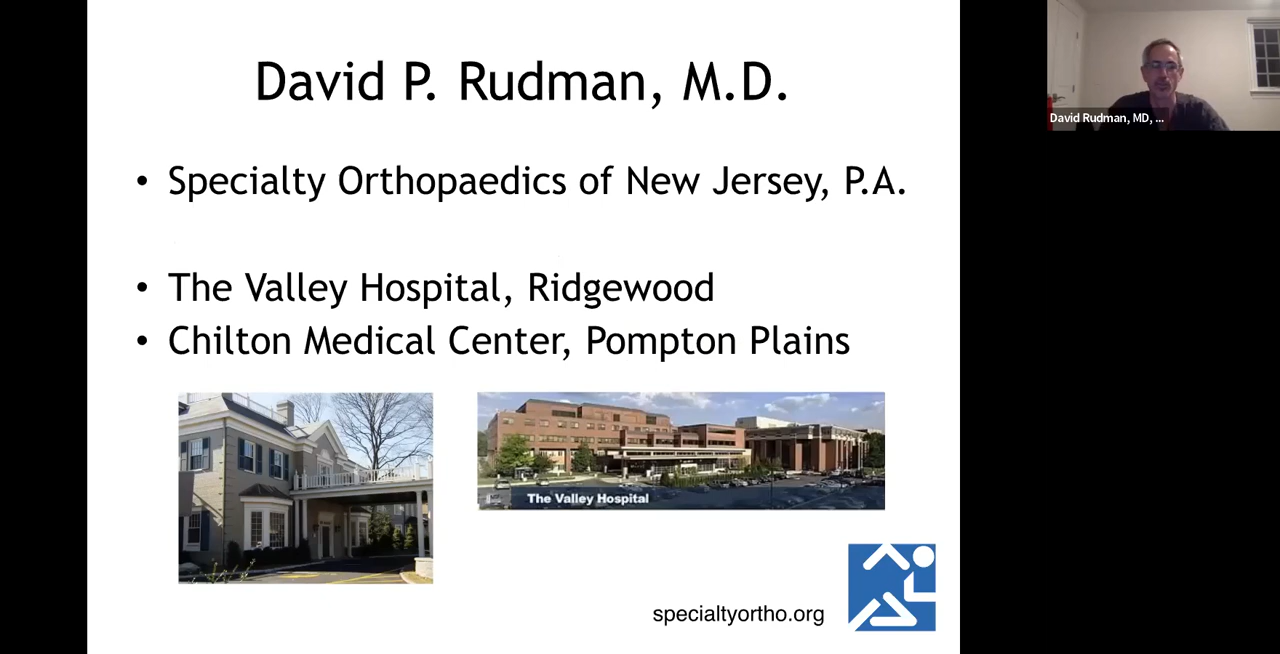 David P. Rudman, M.D.
• Specialty Orthopaedics of New Jersey, P.A.
• The Valley Hospital, Ridgewood
• Chilton Medical Center, Pompton Plains
The Valley Hospital
specialtyortho.org
David Rudman, MD, ...